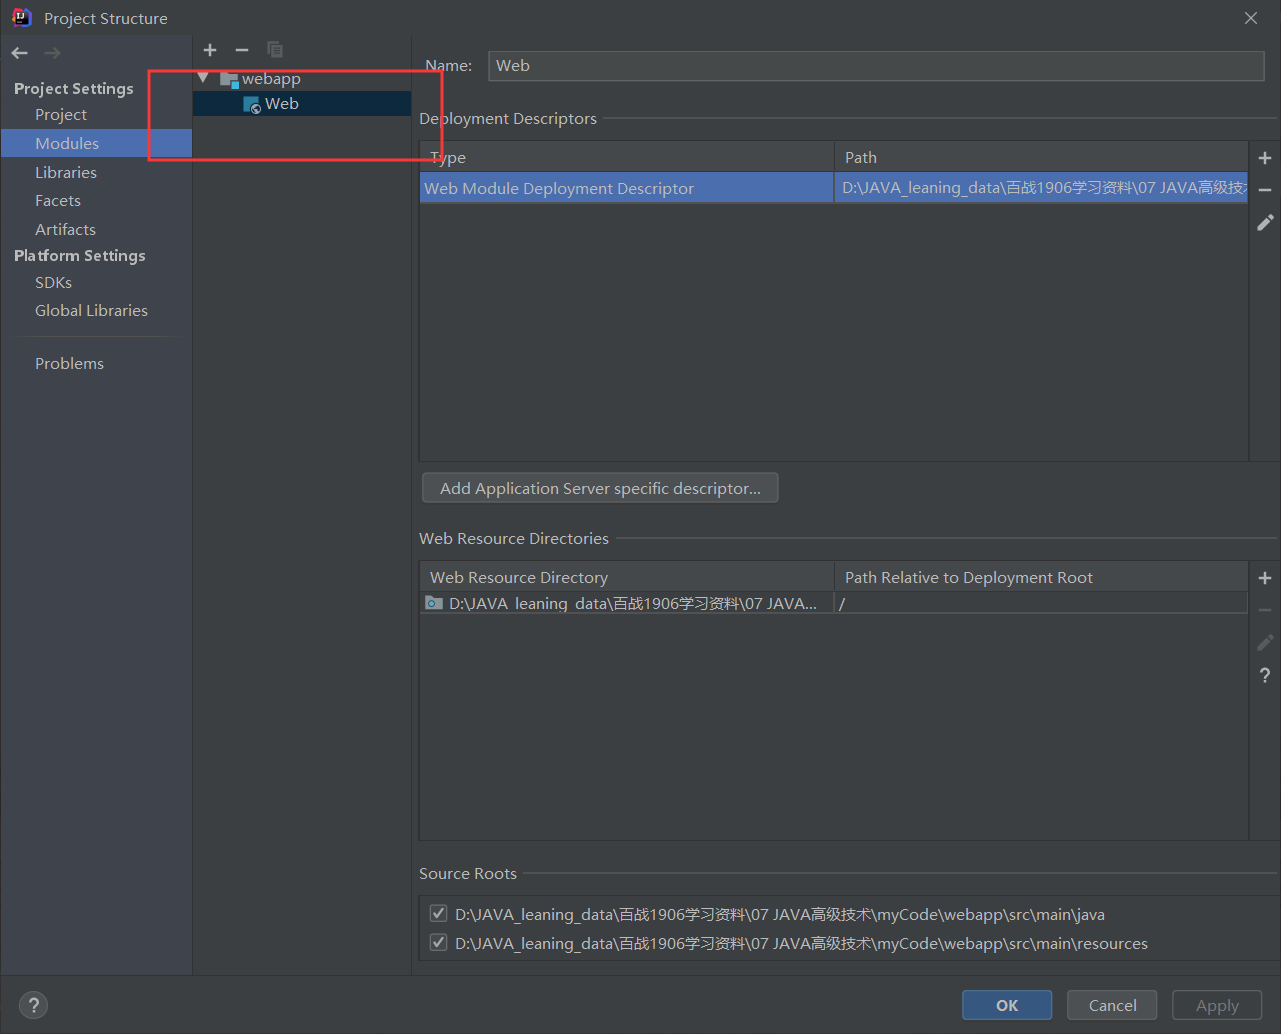 Project Structure
Project Settings
Project
Modules
Libraries
Facets
Artifacts
Platform Settings
SDKs
Global Libraries
Problems
webapp
Web
Name: Web
Deployment Descriptors
Type Path
Web Module Deployment Descriptor D:\JAVA_leaning_data\百战1906学习资料\07 JAVA高级技
Add Application Server specific descriptor...
Web Resource Directories
Web Resource Directory Path Relative to Deployment Root
D:\JAVA_leaning_data\百战1906学习资料\07 JAVA... /
Source Roots
D:\JAVA_leaning_data\百战1906学习资料\07 JAVA高级技术\myCode\webapp\src\main\java
D:\JAVA_leaning_data\百战1906学习资料\07 JAVA高级技术\myCode\webapp\src\main\resources
? OK Cancel Apply